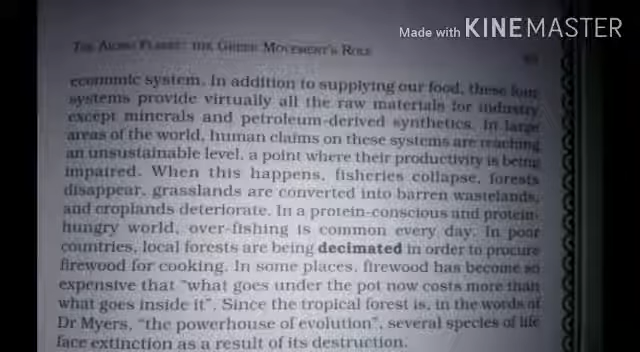 Made with KINEMASTER
THE AILING PLANET: THE GREEN MOVEMENT'S ROLE
economic system. In addition to supplying our food, these four
systems provide virtually all the raw materials for industry
except minerals and petroleum-derived synthetics. In large
areas of the world, human claims on these systems are reaching
an unsustainable level, a point where their productivity is being
impaired. When this happens, fisheries collapse, forests
disappear, grasslands are converted into barren wastelands,
and croplands deteriorate. In a protein-conscious and protein-
hungry world, over-fishing is common every day. In poor
countries, local forests are being decimated in order to procure
firewood for cooking. In some places, firewood has become so
expensive that "what goes under the pot now costs more than
what goes inside it". Since the tropical forest is, in the words of
Dr Myers, "the powerhouse of evolution", several species of life
face extinction as a result of its destruction.